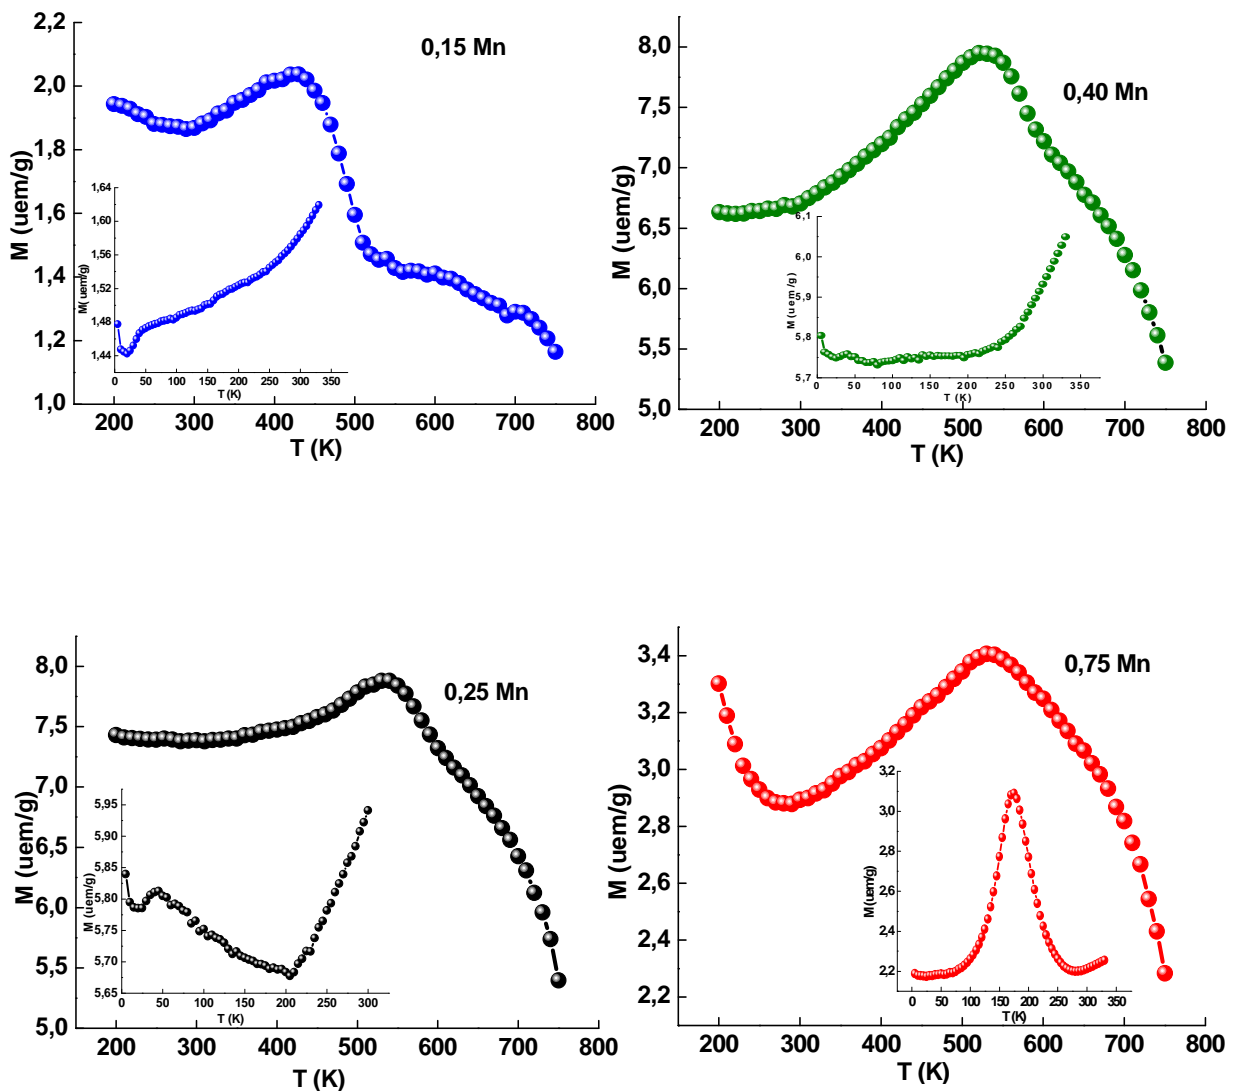 2,2
2,0
1,8
1,6
1,4
1,2
1,0
M (uem/g)
0,15 Mn
200 300 400 500 600 700 800
T (K)
1,64
1,60
1,56
1,52
1,48
1,44
M( uem/g)
0 50 100 150 200 250 300 350
T (K)
8,0
7,5
7,0
6,5
6,0
5,5
5,0
M (uem/g)
0,40 Mn
200 300 400 500 600 700 800
T (K)
6,1
6,0
5,9
5,8
5,7
M (uem/g)
0 50 100 150 200 250 300 350
T (K)
8,0
7,5
7,0
6,5
6,0
5,5
5,0
M (uem/g)
0,25 Mn
200 300 400 500 600 700 800
T (K)
5,95
5,90
5,85
5,80
5,75
5,70
5,65
M (uem/g)
0 50 100 150 200 250 300
T (K)
3,4
3,2
3,0
2,8
2,6
2,4
2,2
M (uem/g)
0,75 Mn
200 300 400 500 600 700 800
T (K)
3,2
3,0
2,8
2,6
2,4
2,2
M(uem/g)
0 50 100 150 200 250 300 350
T (K)